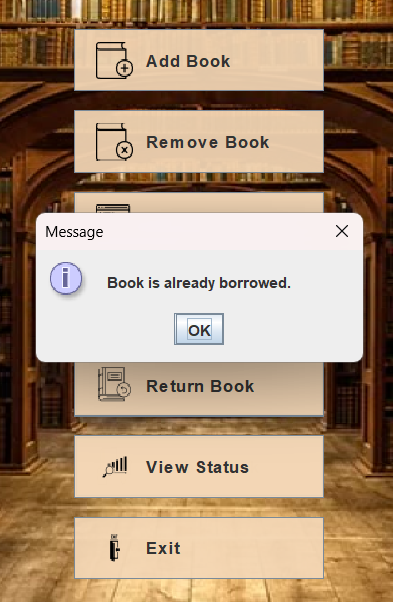 Add Book
Remove Book
Message
Book is already borrowed.
OK
Return Book
View Status
Exit